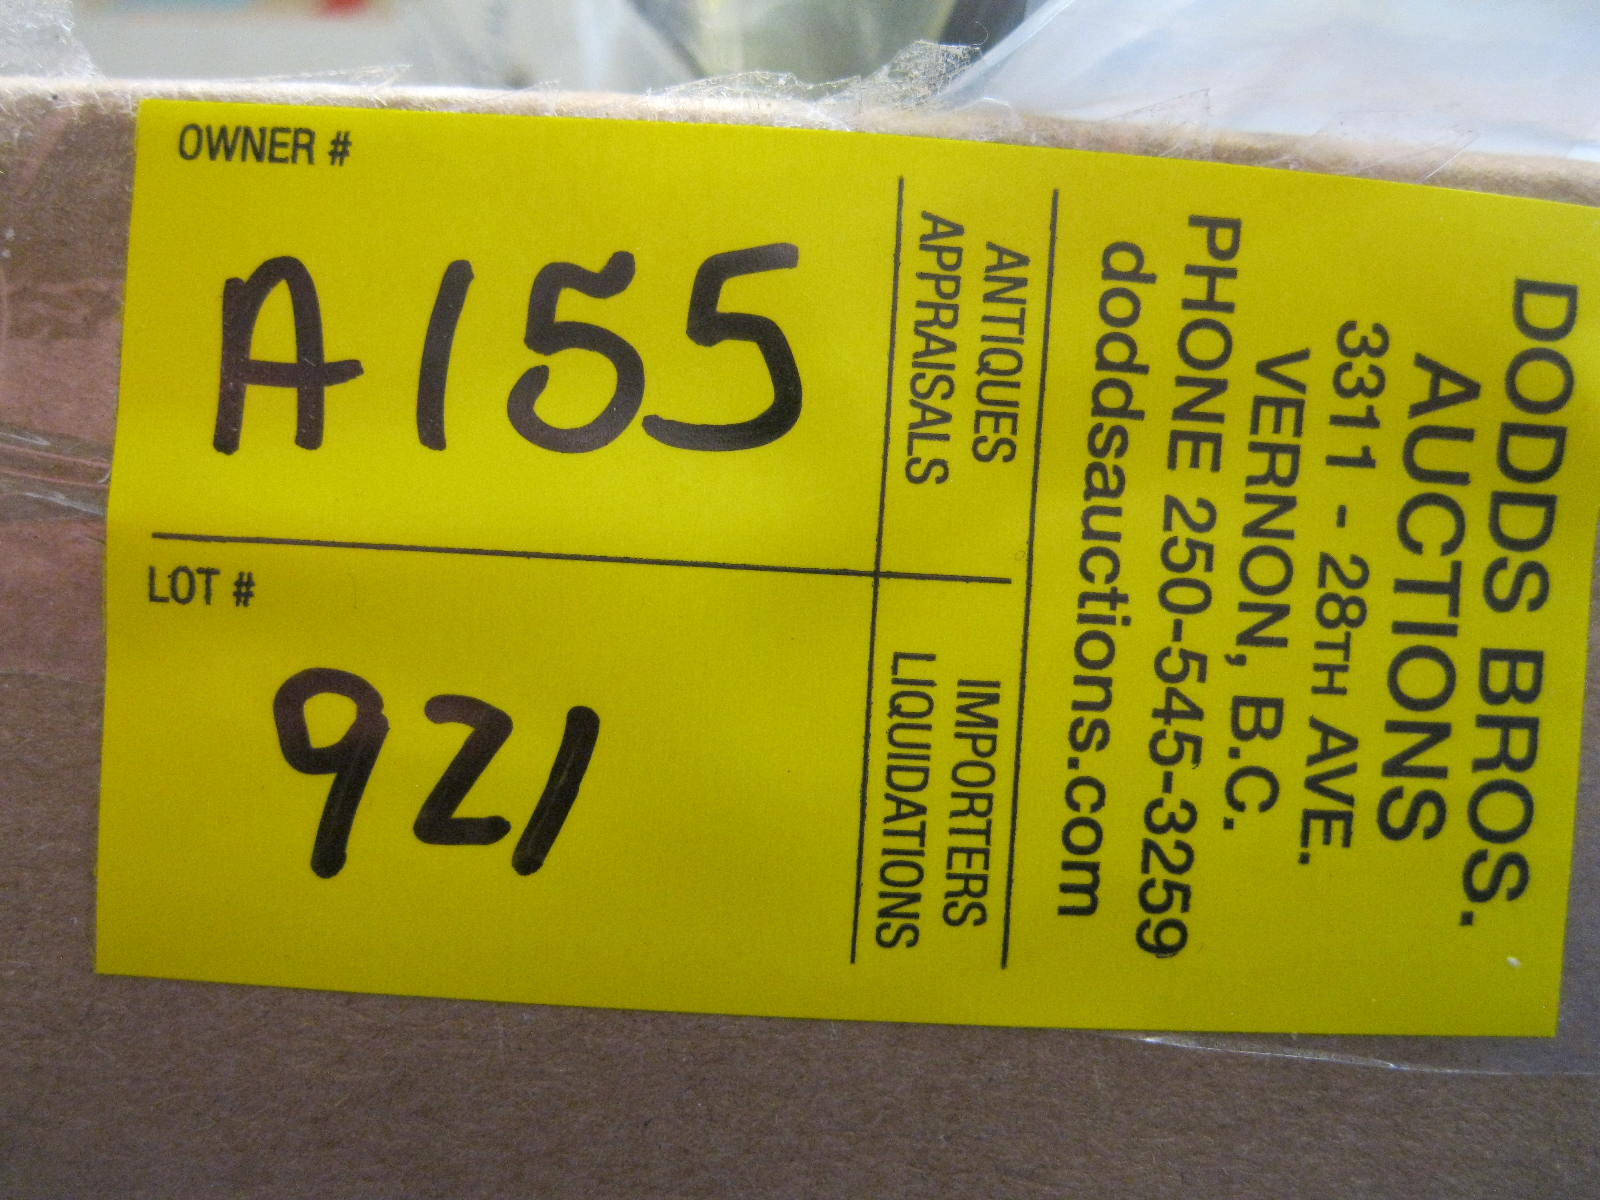 OWNER #
A155
LOT #
921
ANTIQUES
APPRAISALS
IMPORTERS
LIQUIDATIONS
DODDS BROS.
AUCTIONS
3311 - 28TH AVE.
VERNON, B.C.
PHONE 250-545-3259
doddsauctions.com